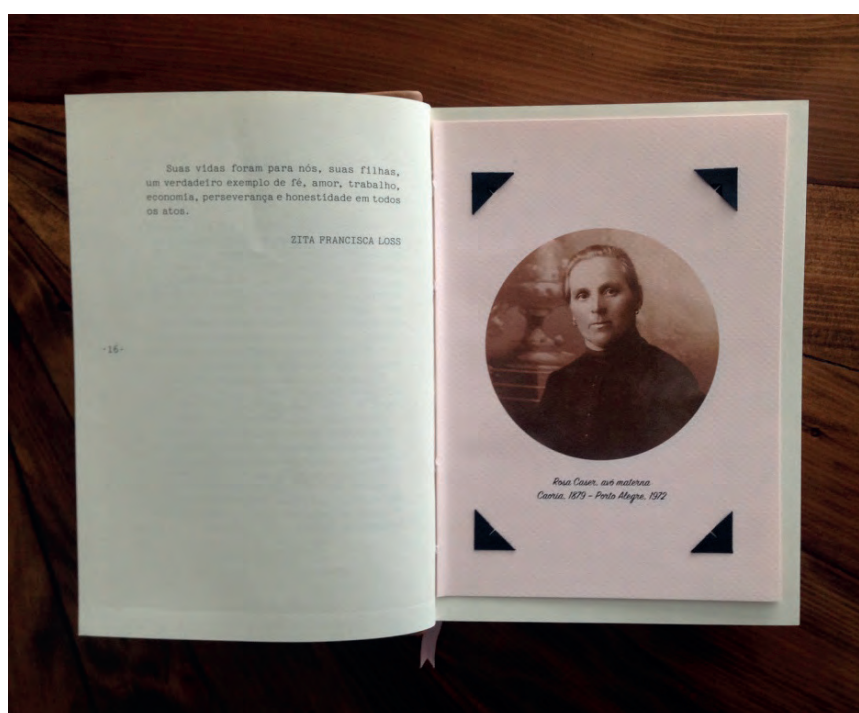 Suas vidas foram para nós, suas filhas,
um verdadeiro exemplo de fé, amor, trabalho,
economia, perseverança e honestidade em todos
os atos.
ZITA FRANCISCA LOSS
-16-
Rosa Caser, avó materna
Caoria, 1879 – Porto Alegre, 1972